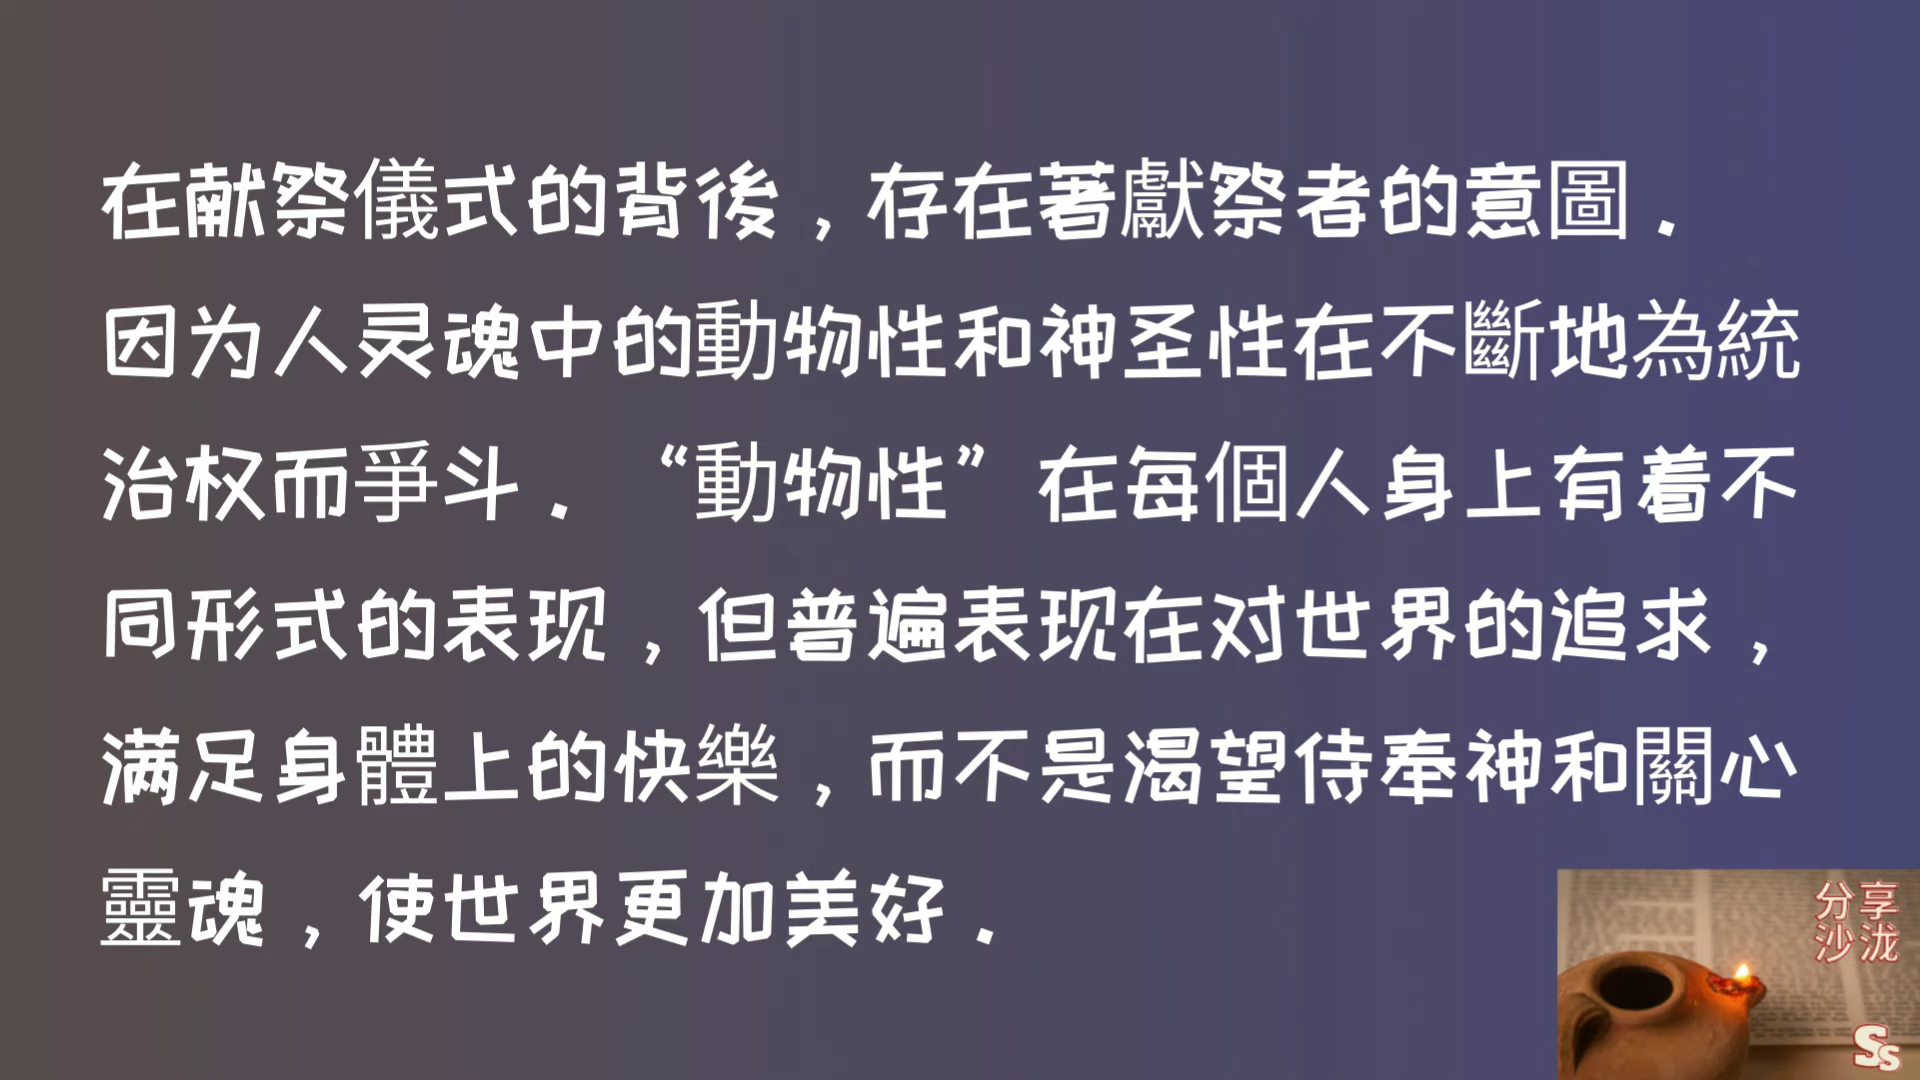 在献祭儀式的背後，存在著獻祭者的意圖．
因为人灵魂中的動物性和神圣性在不斷地為統
治权而爭斗．“動物性”在每個人身上有着不
同形式的表现，但普遍表现在对世界的追求，
满足身體上的快樂，而不是渴望侍奉神和關心
靈魂，使世界更加美好．
分享
沙泷
Ss